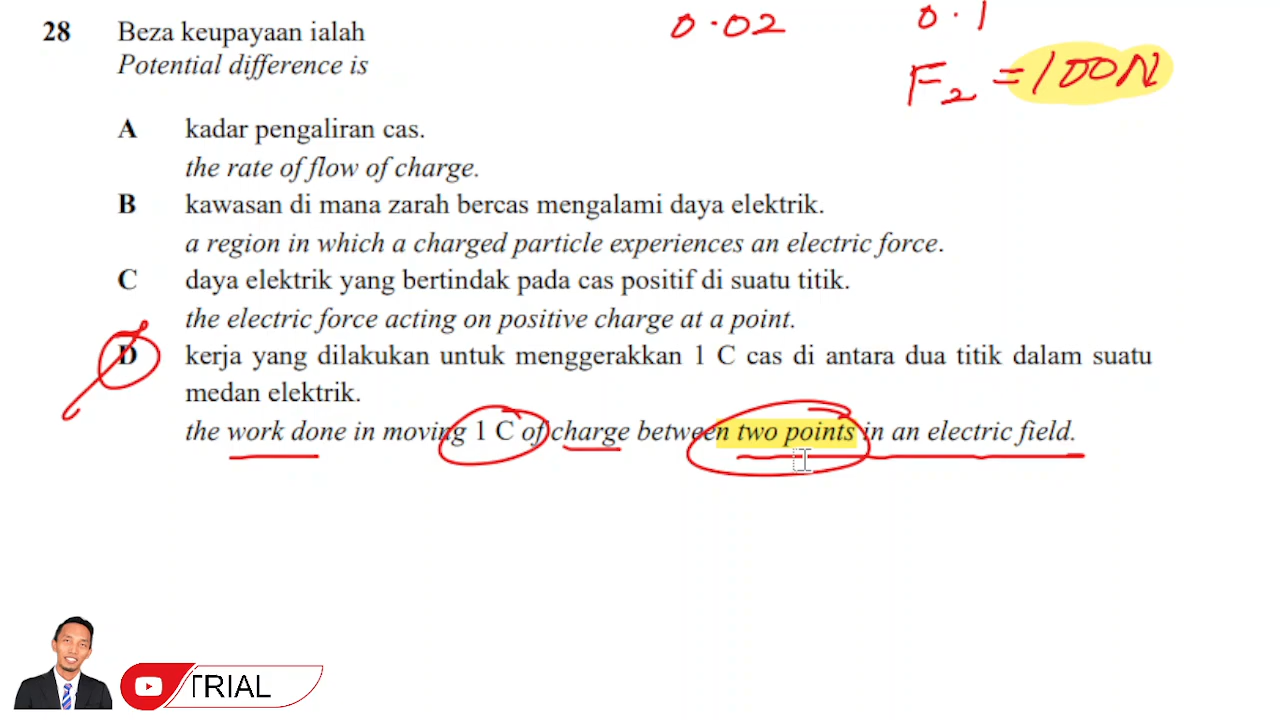 0.02
0.1
F2 = 100N
28 Beza keupayaan ialah
Potential difference is
A kadar pengaliran cas.
the rate of flow of charge.
B kawasan di mana zarah bercas mengalami daya elektrik.
a region in which a charged particle experiences an electric force.
C daya elektrik yang bertindak pada cas positif di suatu titik.
the electric force acting on positive charge at a point.
D kerja yang dilakukan untuk menggerakkan 1 C cas di antara dua titik dalam suatu
medan elektrik.
the work done in moving 1 C of charge between two points in an electric field.
TRIAL